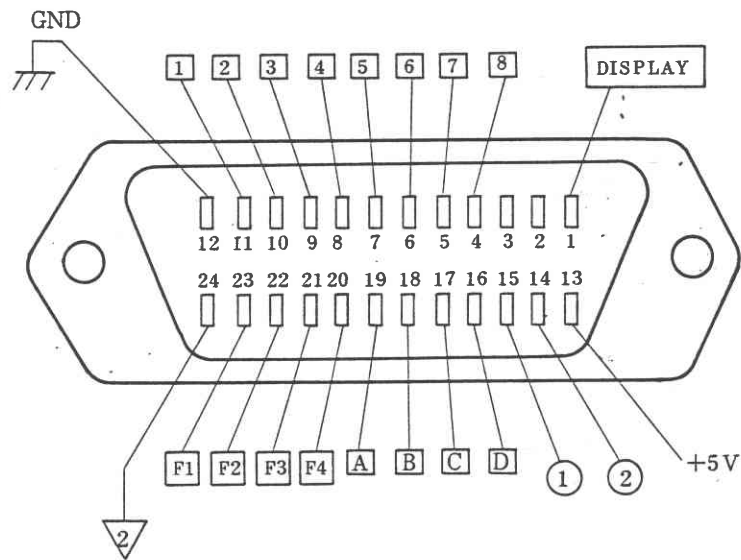 GND
1 2 3 4 5 6 7 8
DISPLAY
12 11 10 9 8 7 6 5 4 3 2 1
24 23 22 21 20 19 18 17 16 15 14 13
F1 F2 F3 F4 A B C D 1 2 +5V
2